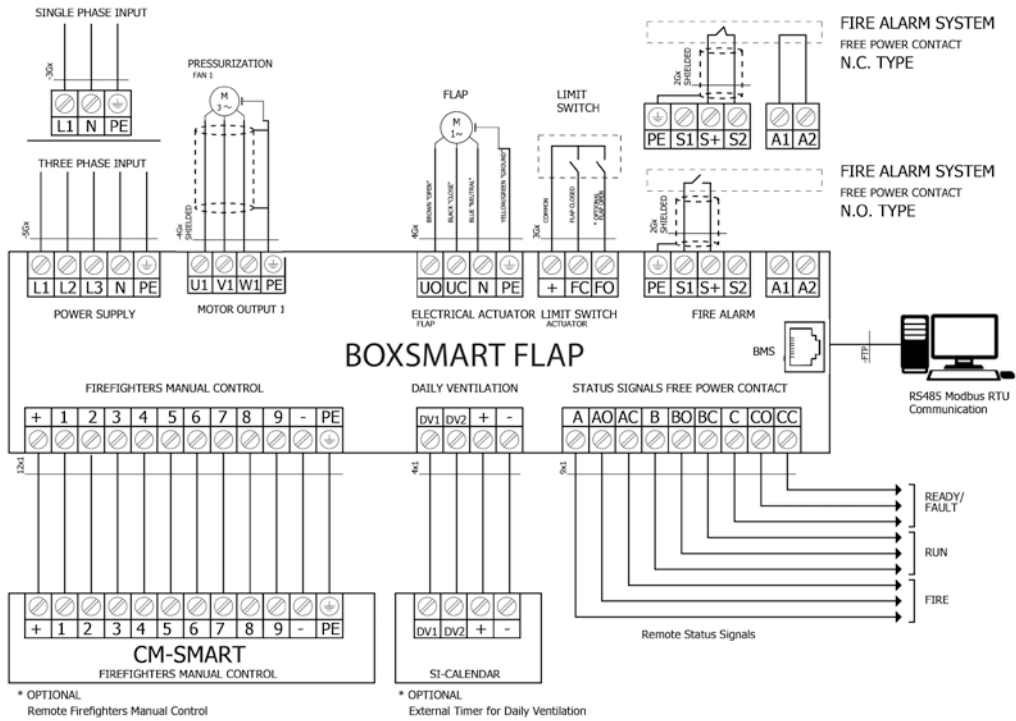 SINGLE PHASE INPUT
-3Gx
L1 N PE
THREE PHASE INPUT
-5Gx
L1 L2 L3 N PE
POWER SUPPLY
PRESSURIZATION
FAN 1
M
3~
-4Gx
SHIELDED
U1 V1 W1 PE
MOTOR OUTPUT 1
FLAP
M
1~
4Gx
BROWN "OPEN"
BLACK "CLOSE"
BLUE "NEUTRAL"
YELLOW/GREEN "GROUND"
UO UC N PE
ELECTRICAL ACTUATOR
FLAP
LIMIT
SWITCH
3Gx
COMMON
FLAP CLOSED
* OPTIONAL
FLAP OPEN
+ FC FO
LIMIT SWITCH
ACTUATOR
FIRE ALARM SYSTEM
FREE POWER CONTACT
N.C. TYPE
2Gx
SHIELDED
PE S1 S+ S2
A1 A2
FIRE ALARM SYSTEM
FREE POWER CONTACT
N.O. TYPE
2Gx
SHIELDED
PE S1 S+ S2
A1 A2
FIRE ALARM
BOXSMART FLAP
BMS
-FTP
RS485 Modbus RTU
Communication
FIREFIGHTERS MANUAL CONTROL
+ 1 2 3 4 5 6 7 8 9 - PE
12x1
DAILY VENTILATION
DV1 DV2 + -
4x1
STATUS SIGNALS FREE POWER CONTACT
A AO AC B BO BC C CO CC
9x1
READY/
FAULT
RUN
FIRE
Remote Status Signals
+ 1 2 3 4 5 6 7 8 9 - PE
CM-SMART
FIREFIGHTERS MANUAL CONTROL
* OPTIONAL
Remote Firefighters Manual Control
DV1 DV2 + -
SI-CALENDAR
* OPTIONAL
External Timer for Daily Ventilation